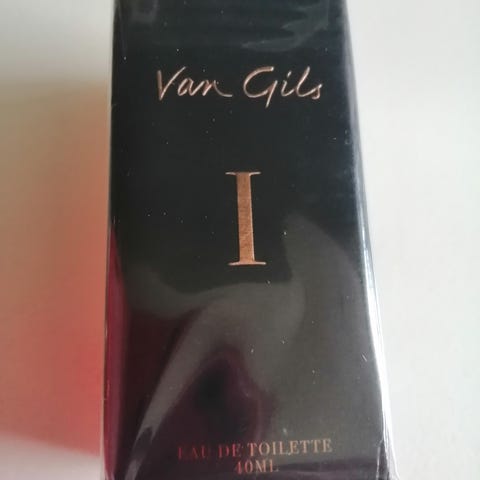 Van Gils
I
EAU DE TOILETTE
40ML